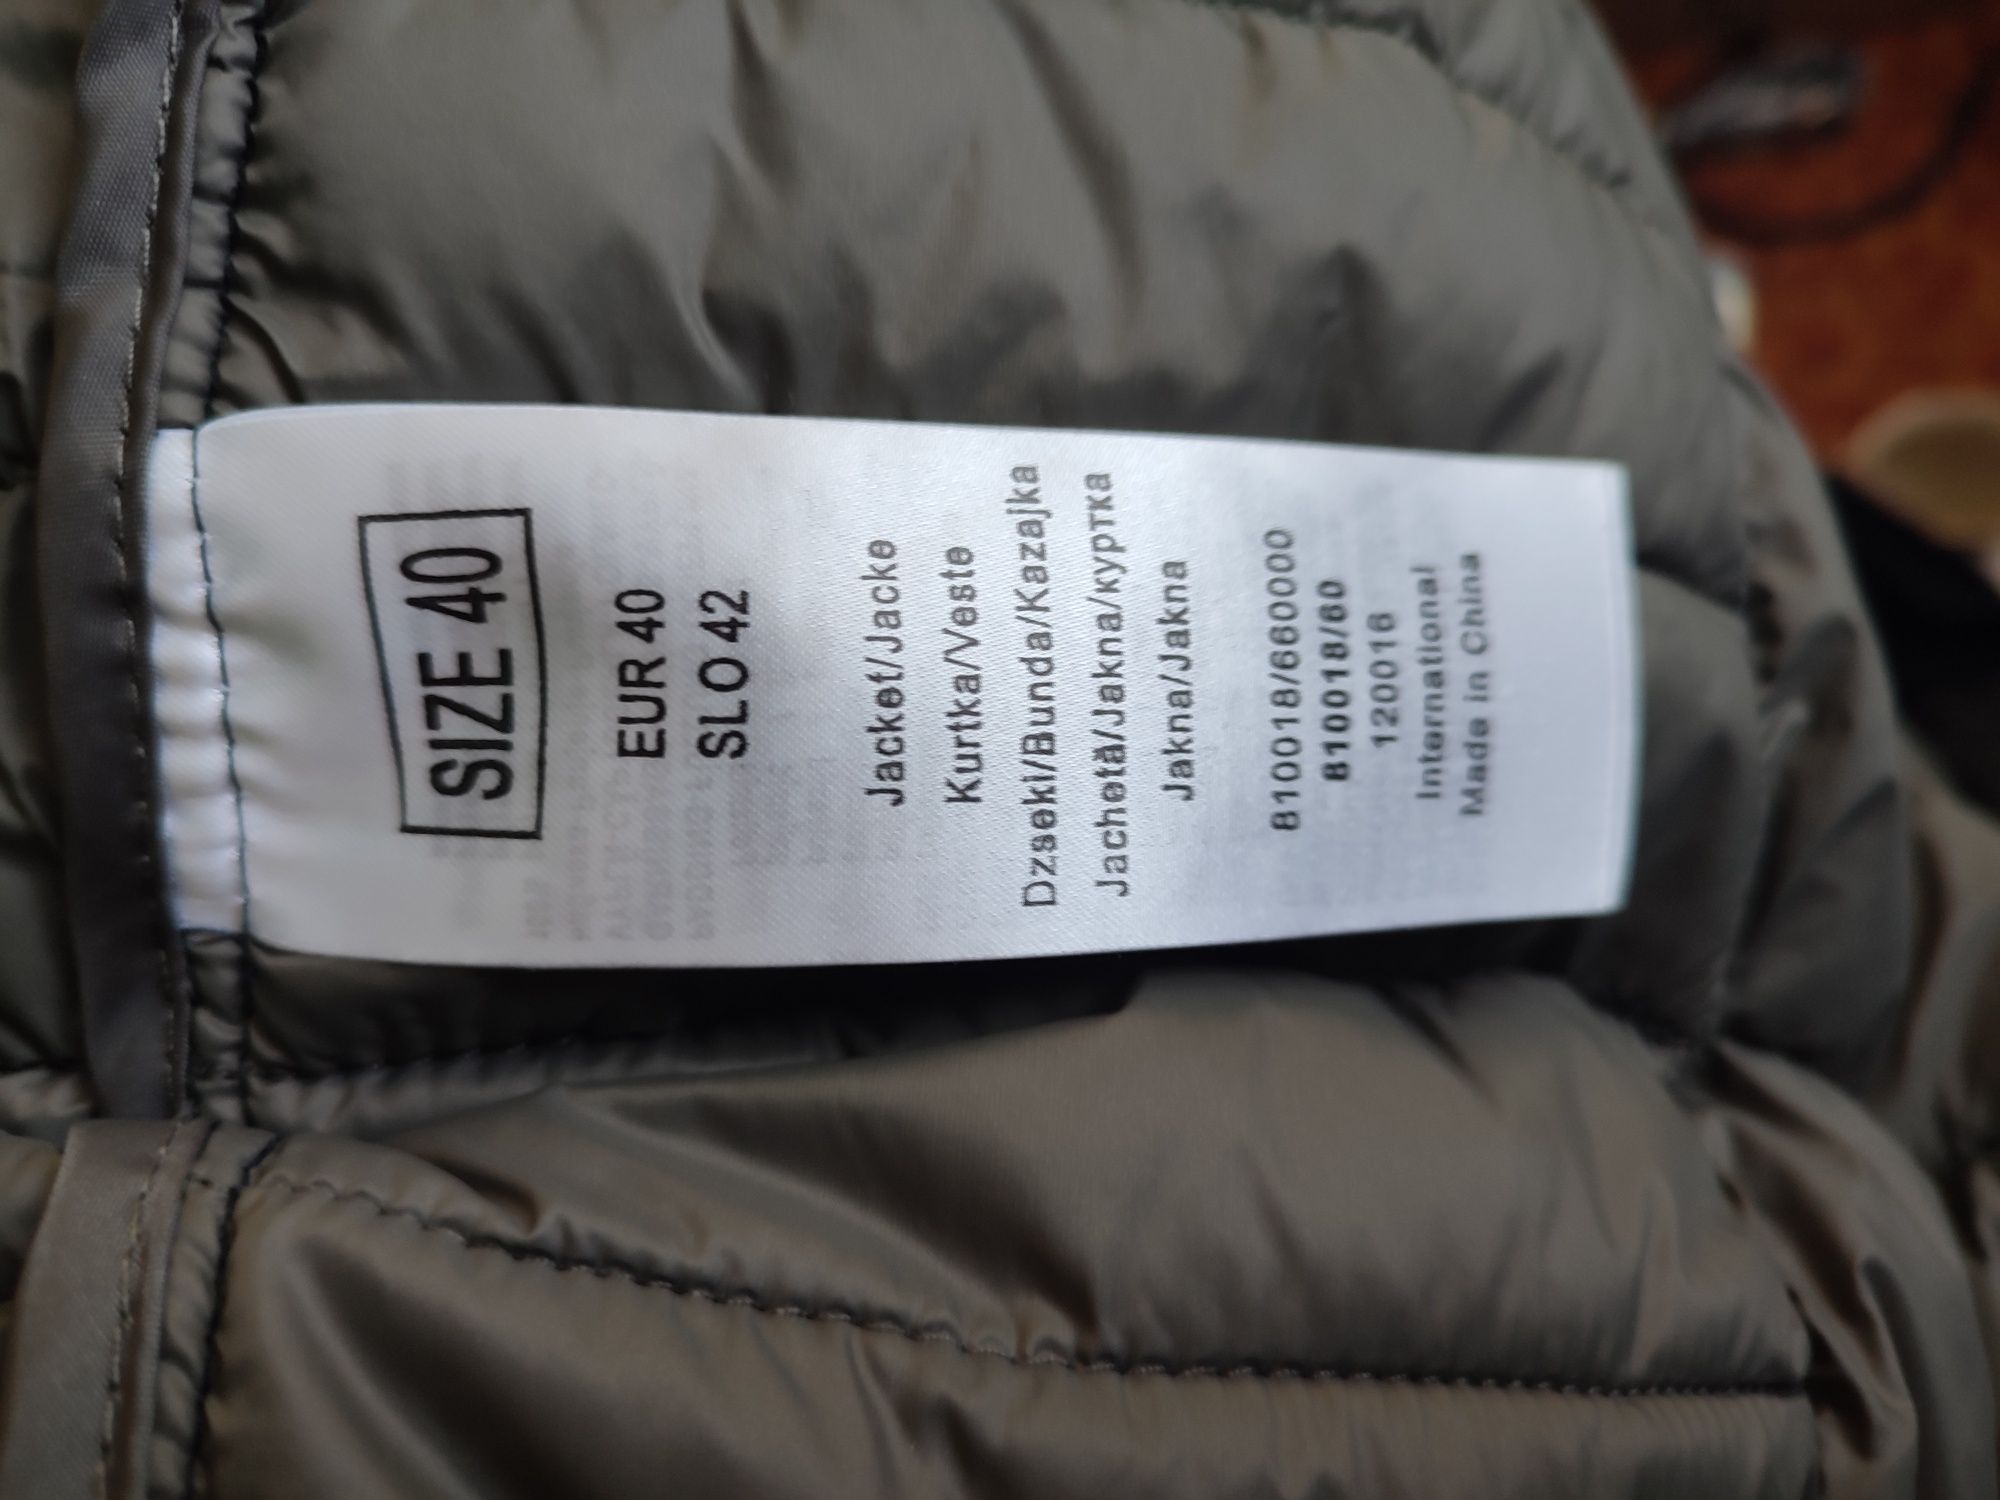 SIZE 40
EUR 40
SLO 42
Jacket/Jacke
Kurtka/Veste
Dzseki/Bunda/Kazajka
Jachetă/Jakna/куртка
Jakna/Jakna
810018/660000
810018/60
120016
International
Made in China